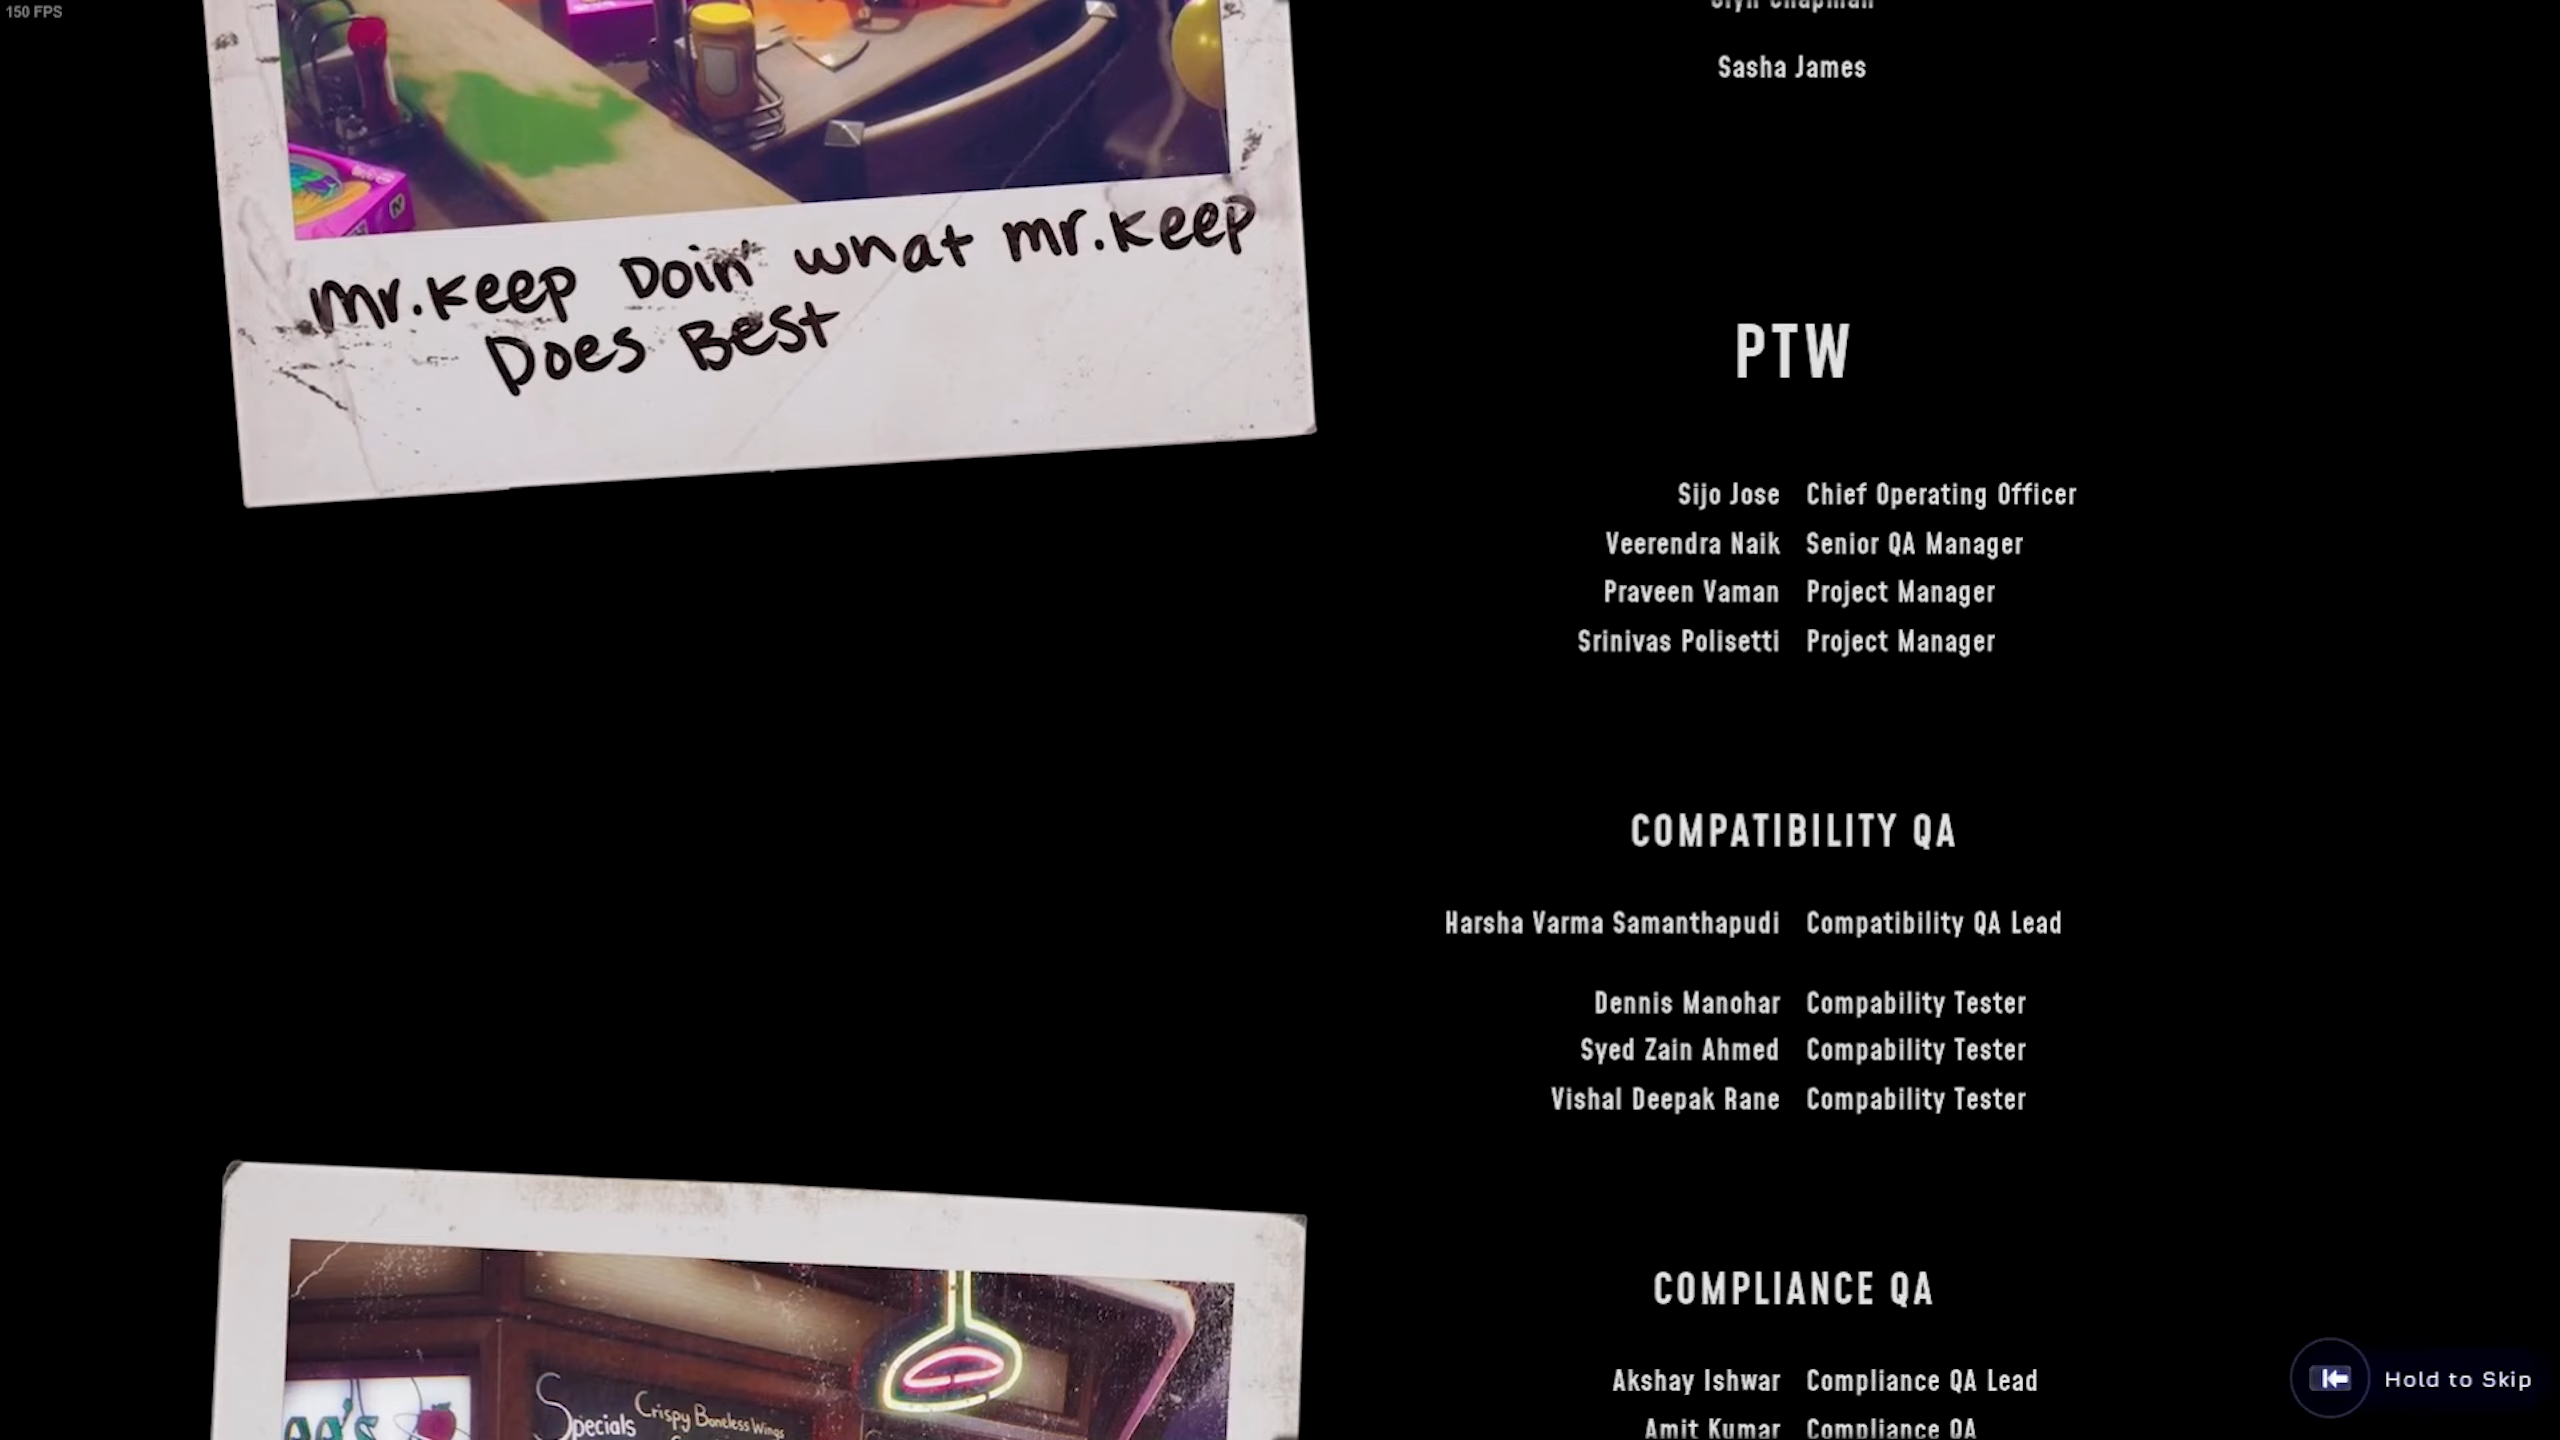 150 FPS
Sasha James
mr. Keep Doin' what mr. Keep
Does Best
PTW
Sijo Jose Chief Operating Officer
Veerendra Naik Senior QA Manager
Praveen Vaman Project Manager
Srinivas Polisetti Project Manager
COMPATIBILITY QA
Harsha Varma Samanthapudi Compatibility QA Lead
Dennis Manohar Compability Tester
Syed Zain Ahmed Compability Tester
Vishal Deepak Rane Compability Tester
COMPLIANCE QA
Akshay Ishwar Compliance QA Lead
Amit Kumar Compliance QA
Specials Crispy Boneless Wings
Hold to Skip